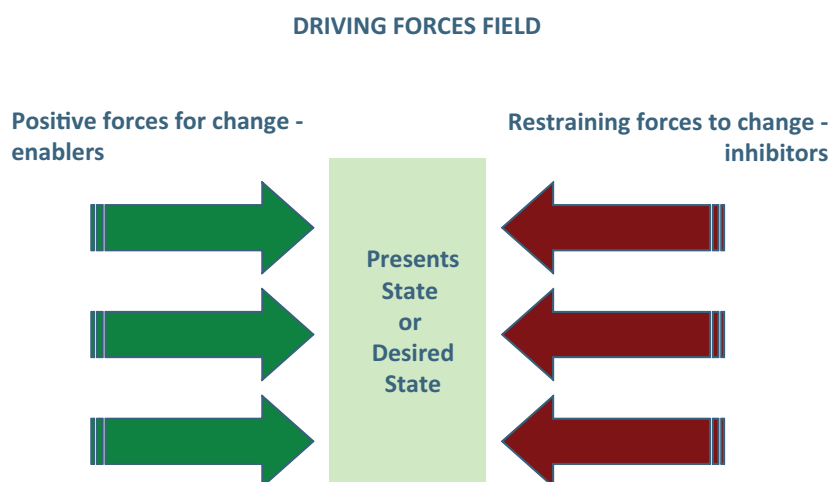 DRIVING FORCES FIELD
Positive forces for change -
enablers
Restraining forces to change -
inhibitors
Presents
State
or
Desired
State